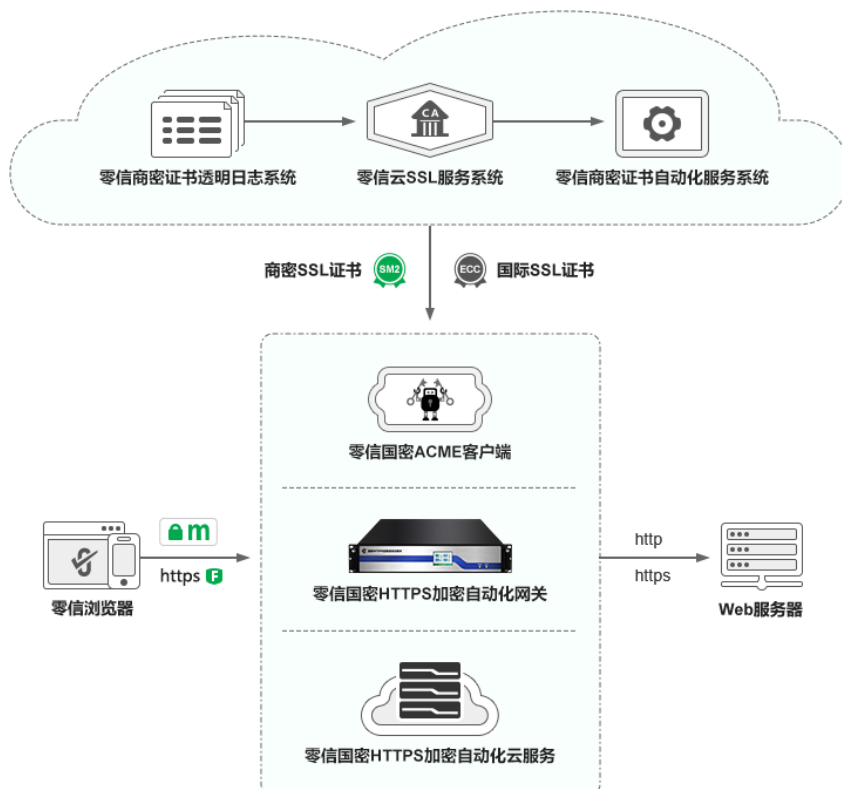 CA
零信商密证书透明日志系统
零信云SSL服务系统
零信商密证书自动化服务系统
商密SSL证书
SM2
ECC
国际SSL证书
零信国密ACME客户端
m
https F
零信浏览器
零信国密HTTPS加密自动化网关
http
https
Web服务器
零信国密HTTPS加密自动化云服务